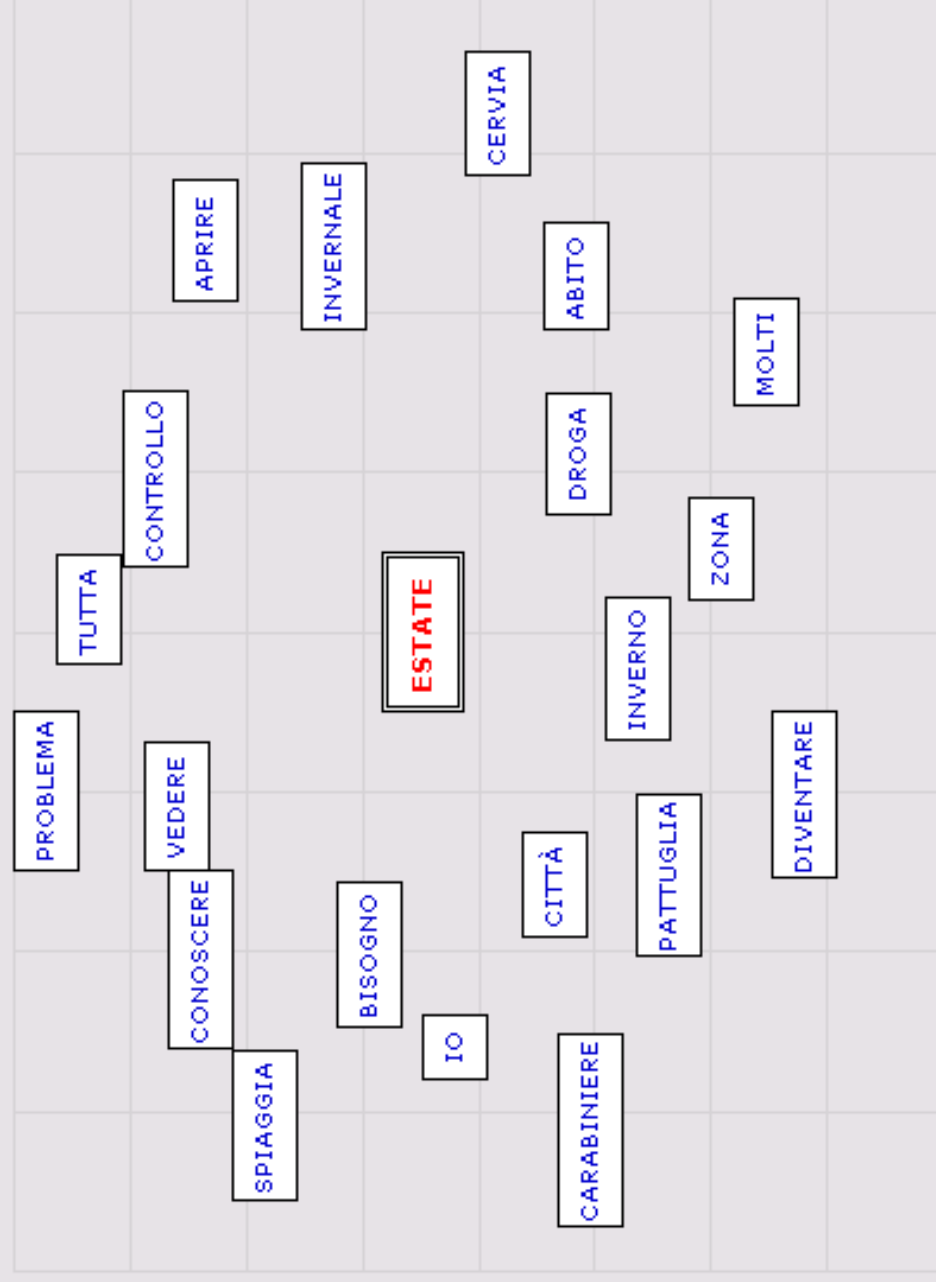 PROBLEMA
TUTTA
CONTROLLO
VEDERE
CONOSCERE
APRIRE
SPIAGGIA
INVERNALE
BISOGNO
ESTATE
IO
CERVIA
CITTÀ
ABITO
DROGA
CARABINIERE
INVERNO
PATTUGLIA
ZONA
MOLTI
DIVENTARE